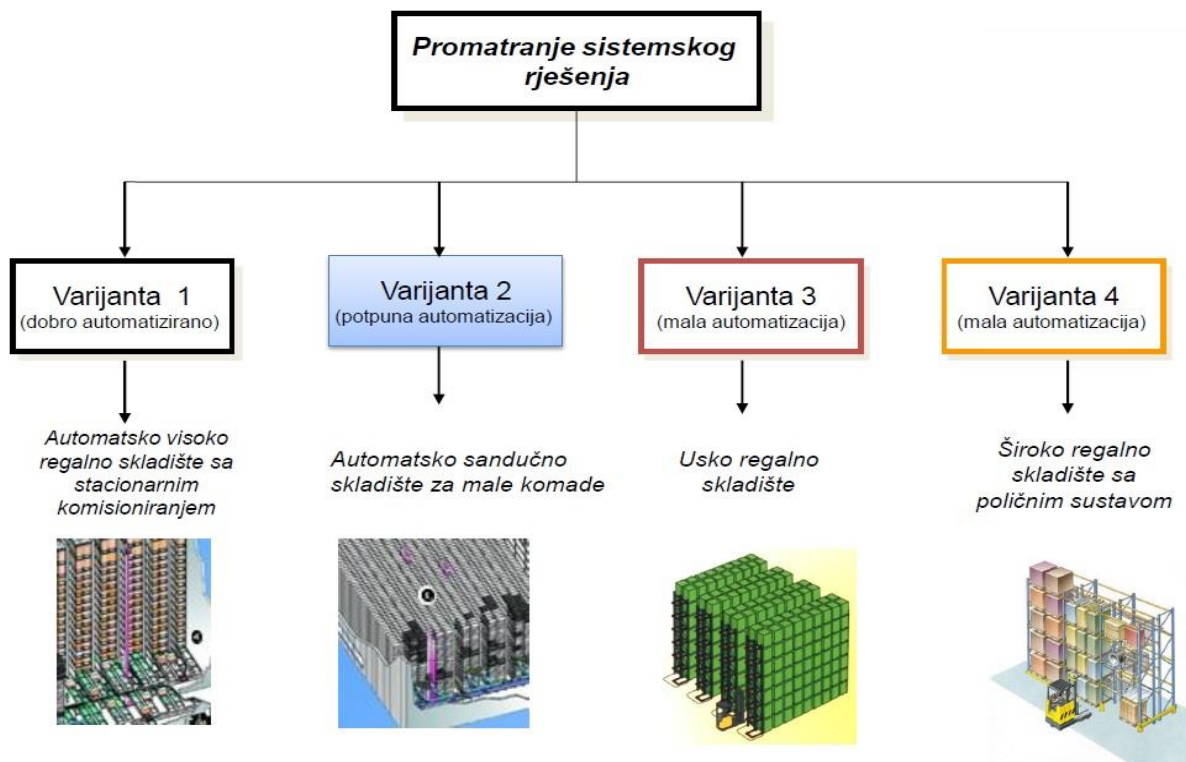 Promatranje sistemskog
rješenja
Varijanta 1
(dobro automatizirano)
Varijanta 2
(potpuna automatizacija)
Varijanta 3
(mala automatizacija)
Varijanta 4
(mala automatizacija)
Automatsko visoko
regalno skladište sa
stacionarnim
komisioniranjem
Automatsko sandučno
skladište za male komade
Usko regalno
skladište
Široko regalno
skladište sa
poličnim sustavom